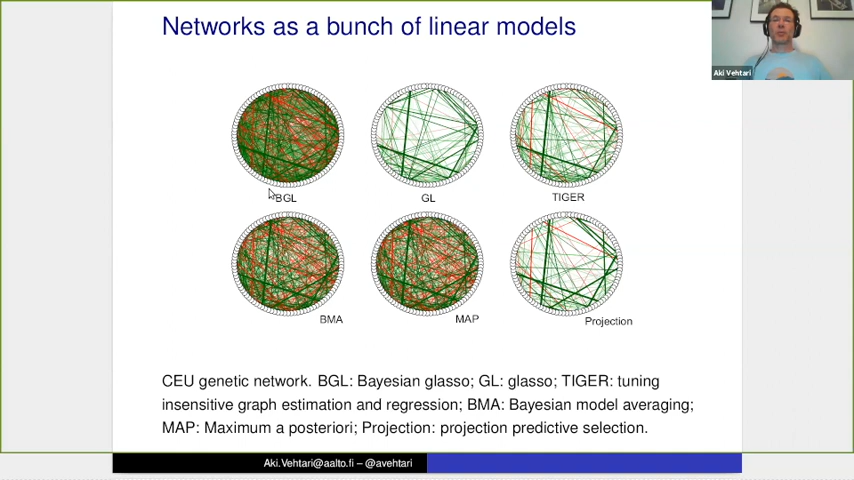 Networks as a bunch of linear models
Aki Vehtari
BGL
GL
TIGER
BMA
MAP
Projection
CEU genetic network. BGL: Bayesian glasso; GL: glasso; TIGER: tuning
insensitive graph estimation and regression; BMA: Bayesian model averaging;
MAP: Maximum a posteriori; Projection: projection predictive selection.
Aki.Vehtari@aalto.fi – @avehtari